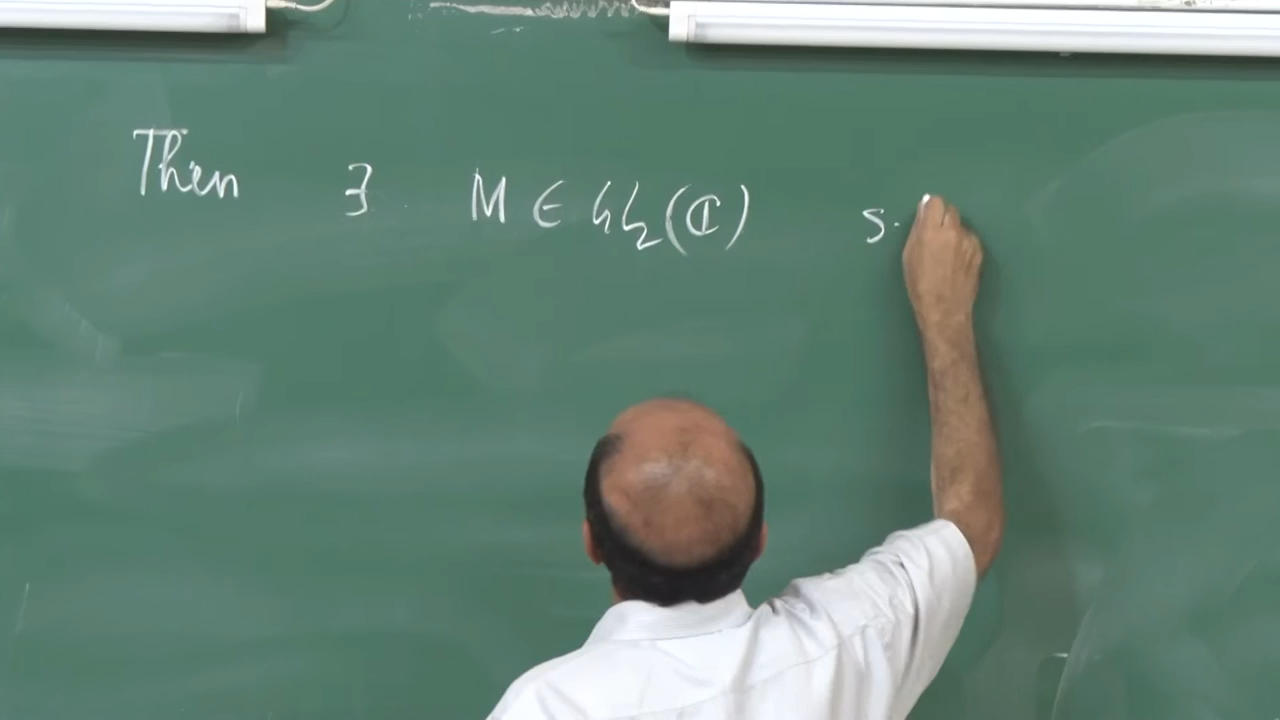 Then ∃ M ∈ GL₂(ℂ) s.